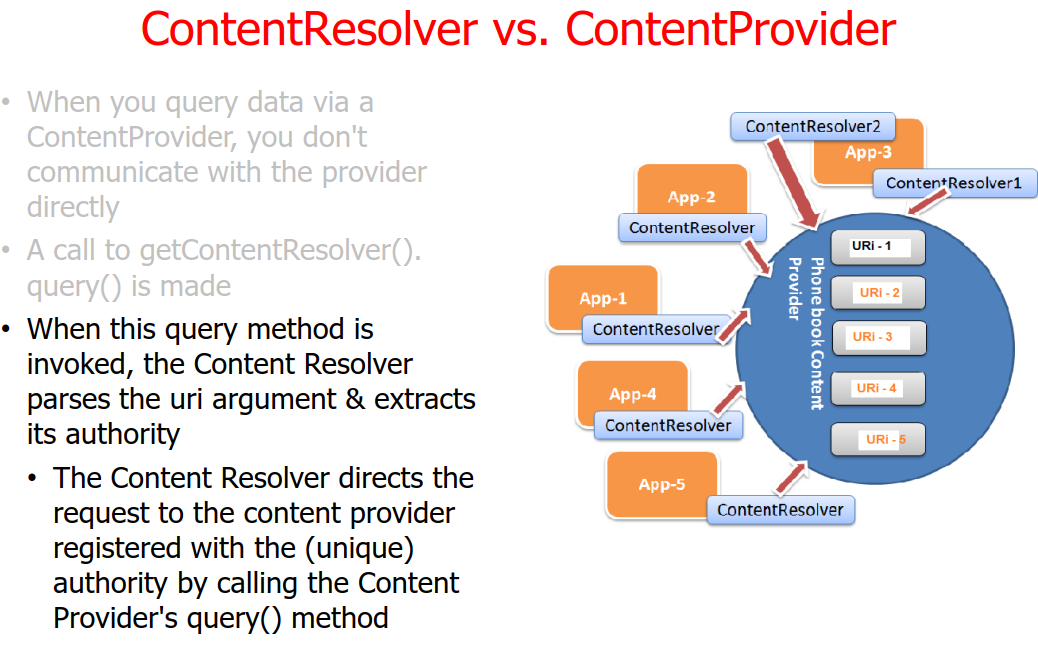 ContentResolver vs. ContentProvider
• When you query data via a
ContentProvider, you don't
communicate with the provider
directly
• A call to getContentResolver().
query() is made
• When this query method is
invoked, the Content Resolver
parses the uri argument & extracts
its authority
• The Content Resolver directs the
request to the content provider
registered with the (unique)
authority by calling the Content
Provider's query() method
ContentResolver2
App-3
ContentResolver1
App-2
ContentResolver
App-1
ContentResolver
App-4
ContentResolver
App-5
ContentResolver
Phonebook Content
Provider
URi - 1
URi - 2
URi - 3
URi - 4
URi - 5